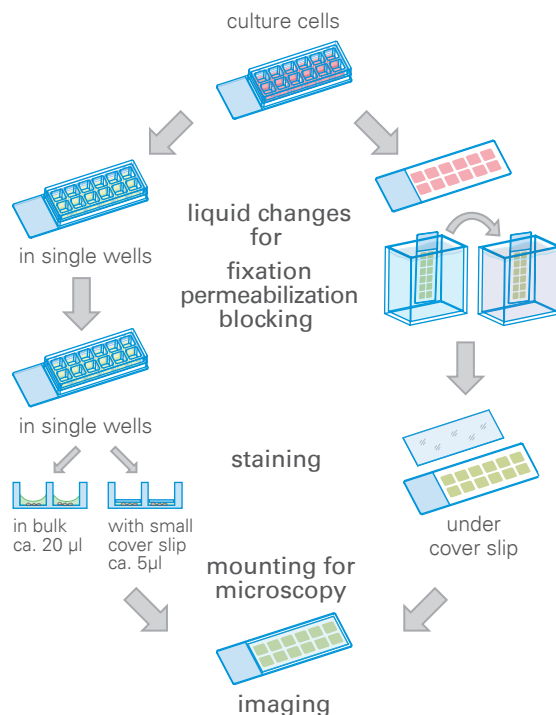 culture cells
liquid changes
for
in single wells
fixation
permeabilization
blocking
in single wells
staining
in bulk
ca. 20 µl
with small
cover slip
ca. 5µl
under
cover slip
mounting for
microscopy
imaging